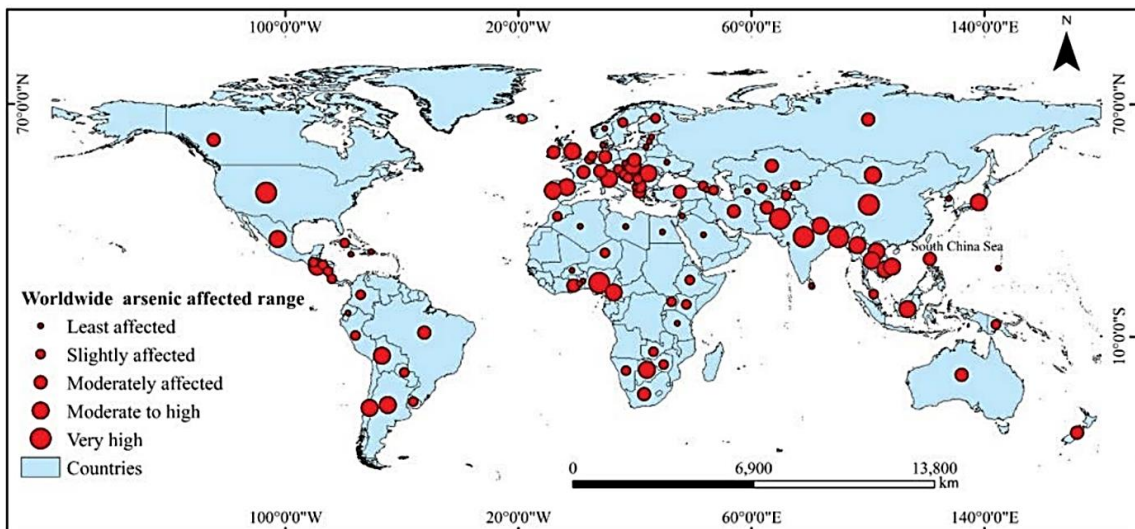 100°0'0"W 20°0'0"W 60°0'0"E 140°0'0"E
N
70°0'0"N
70°0'0"N
South China Sea
Worldwide arsenic affected range
Least affected
Slightly affected
Moderately affected
Moderate to high
Very high
Countries
10°0'0"S
0 6,900 13,800
km
100°0'0"W 20°0'0"W 60°0'0"E 140°0'0"E